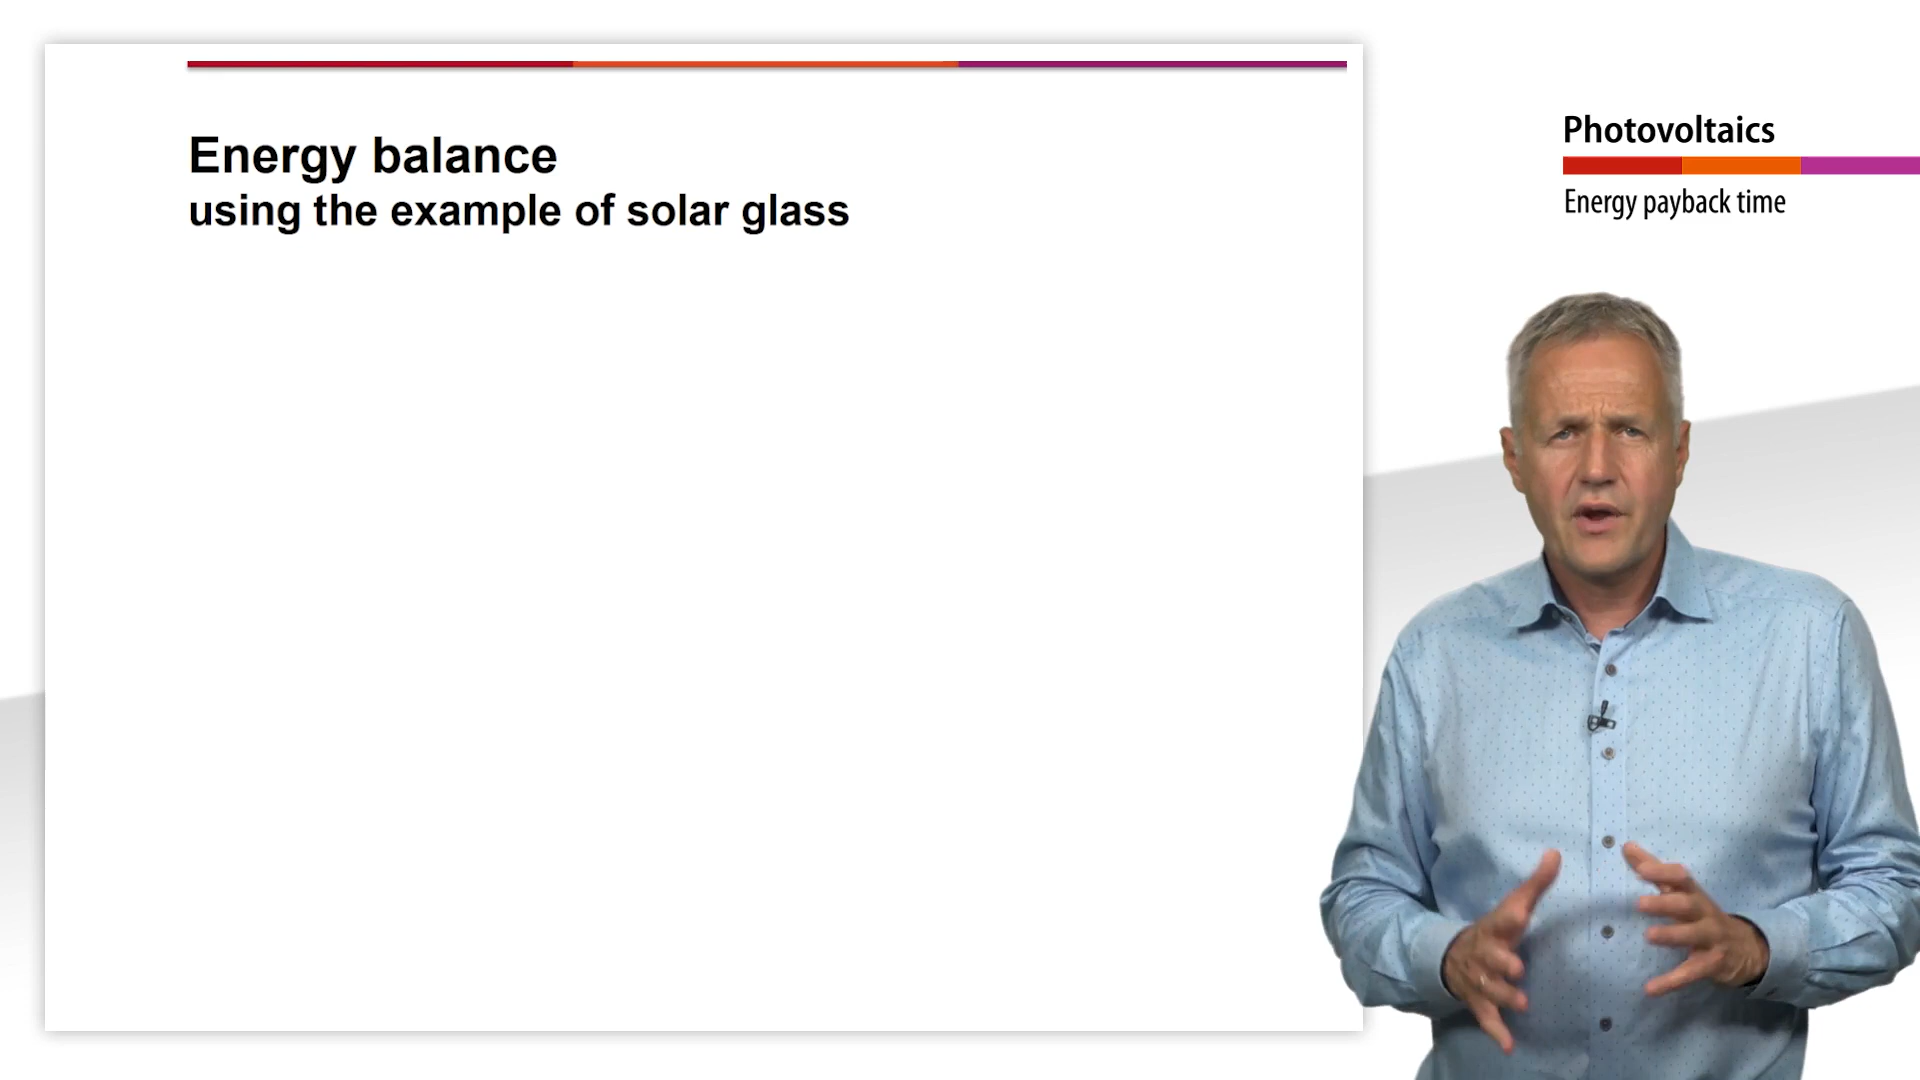 Energy balance
using the example of solar glass
Photovoltaics
Energy payback time